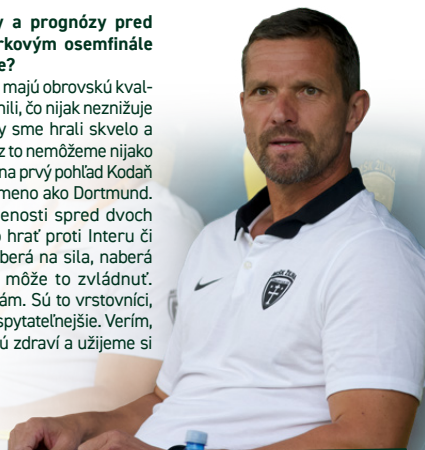 y a prognózy pred
rkovým osemfinále
e?
majú obrovskú kval-
nili, čo nijak neznižuje
y sme hrali skvelo a
z to nemôžeme nijako
na prvý pohľad Kodaň
meno ako Dortmund.
enosti spred dvoch
o hrať proti Interu či
berá na sila, naberá
môže to zvládnuť.
ám. Sú to vrstovníci,
spytateľnejšie. Verím,
ú zdraví a užijeme si